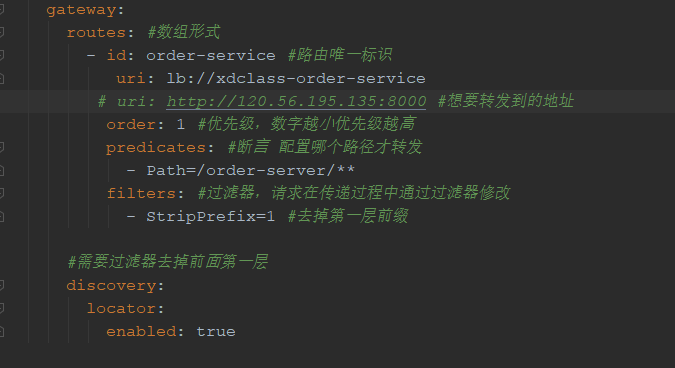 gateway:
routes: #数组形式
- id: order-service #路由唯一标识
uri: lb://xdclass-order-service
# uri: http://120.56.195.135:8000 #想要转发到的地址
order: 1 #优先级，数字越小优先级越高
predicates: #断言 配置哪个路径才转发
- Path=/order-server/**
filters: #过滤器，请求在传递过程中通过过滤器修改
- StripPrefix=1 #去掉第一层前缀
#需要过滤器去掉前面第一层
discovery:
locator:
enabled: true